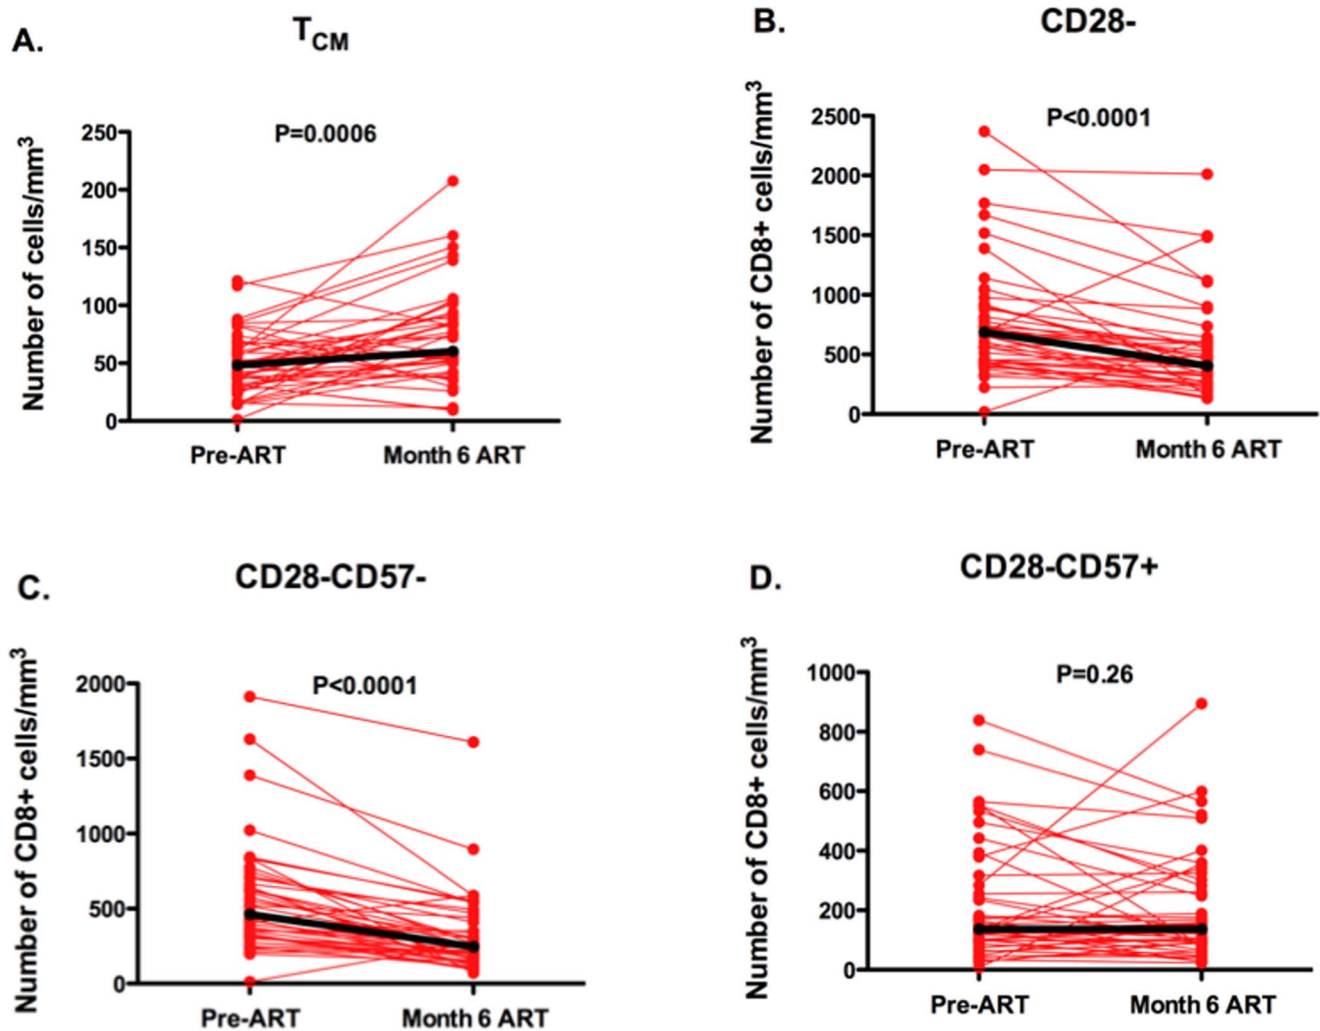 A.
T_CM
P=0.0006
Number of cells/mm³
250
200
150
100
50
0
Pre-ART Month 6 ART
B.
CD28-
P<0.0001
Number of CD8+ cells/mm³
2500
2000
1500
1000
500
0
Pre-ART Month 6 ART
C.
CD28-CD57-
P<0.0001
Number of CD8+ cells/mm³
2000
1500
1000
500
0
Pre-ART Month 6 ART
D.
CD28-CD57+
P=0.26
Number of CD8+ cells/mm³
1000
800
600
400
200
0
Pre-ART Month 6 ART